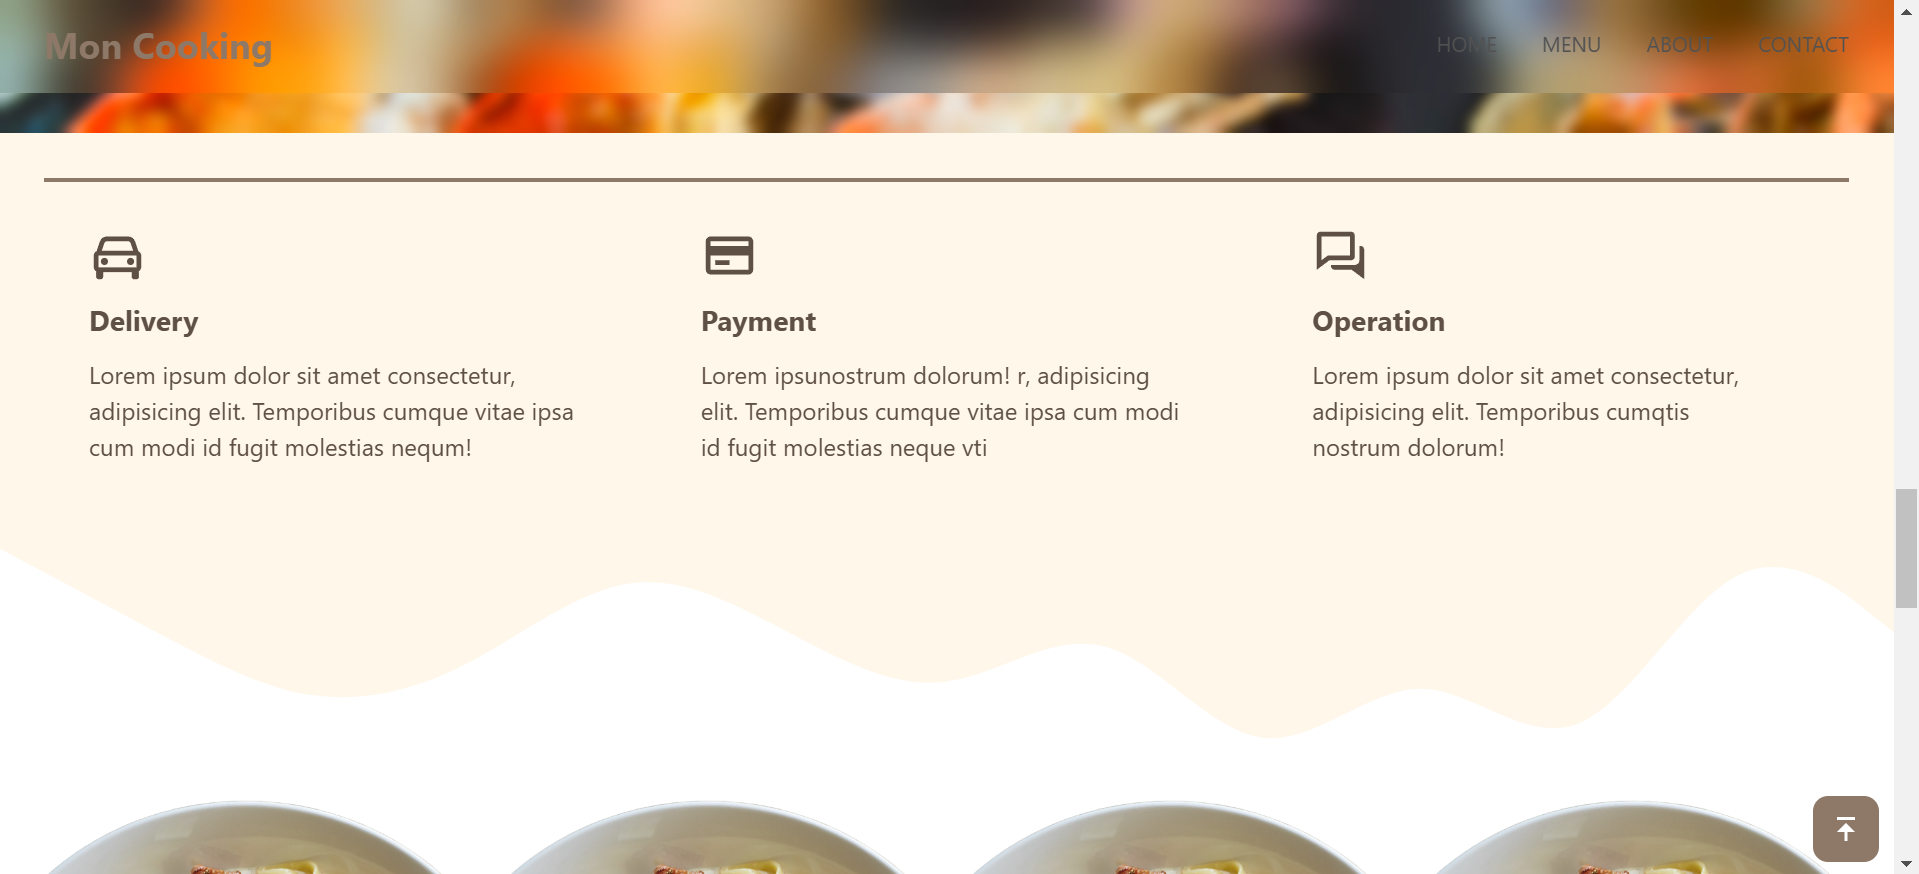 Mon Cooking
HOME MENU ABOUT CONTACT
Delivery
Lorem ipsum dolor sit amet consectetur,
adipisicing elit. Temporibus cumque vitae ipsa
cum modi id fugit molestias nequm!
Payment
Lorem ipsunostrum dolorum! r, adipisicing
elit. Temporibus cumque vitae ipsa cum modi
id fugit molestias neque vti
Operation
Lorem ipsum dolor sit amet consectetur,
adipisicing elit. Temporibus cumqtis
nostrum dolorum!